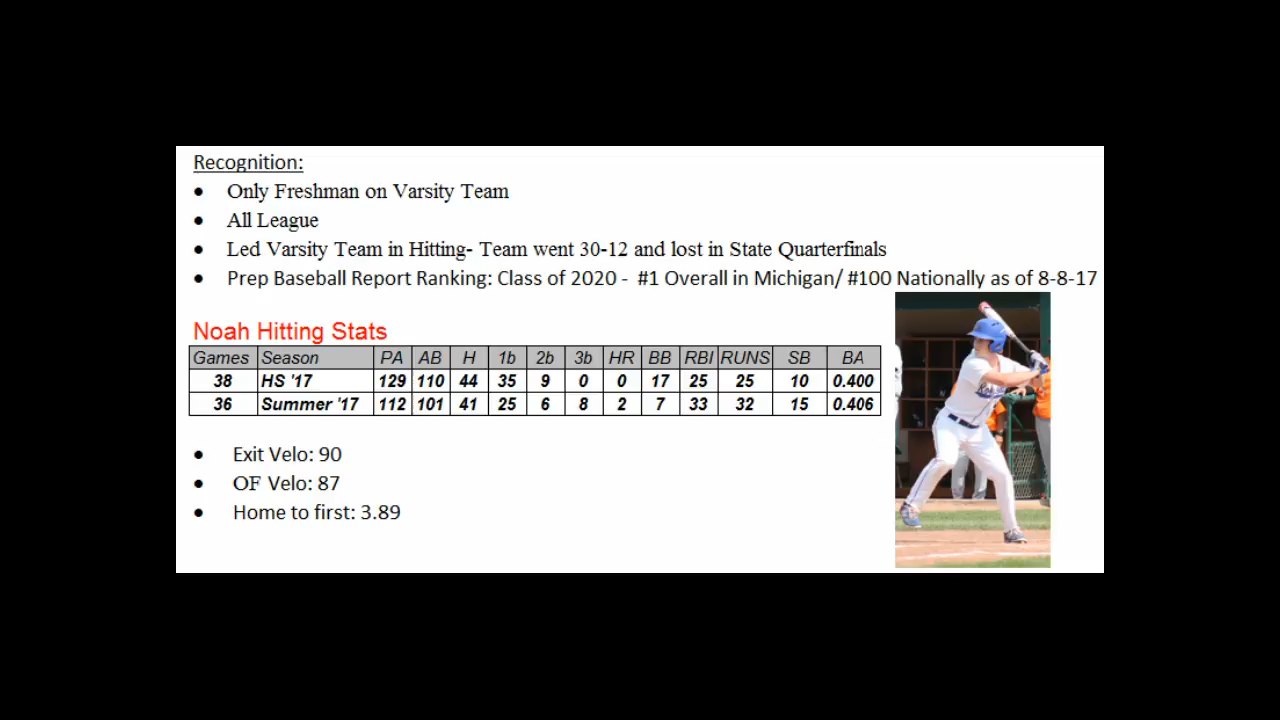 Recognition:
• Only Freshman on Varsity Team
• All League
• Led Varsity Team in Hitting- Team went 30-12 and lost in State Quarterfinals
• Prep Baseball Report Ranking: Class of 2020 - #1 Overall in Michigan/ #100 Nationally as of 8-8-17
Noah Hitting Stats
Games Season PA AB H 1b 2b 3b HR BB RBI RUNS SB BA
38 HS '17 129 110 44 35 9 0 0 17 25 25 10 0.400
36 Summer '17 112 101 41 25 6 8 2 7 33 32 15 0.406
• Exit Velo: 90
• OF Velo: 87
• Home to first: 3.89